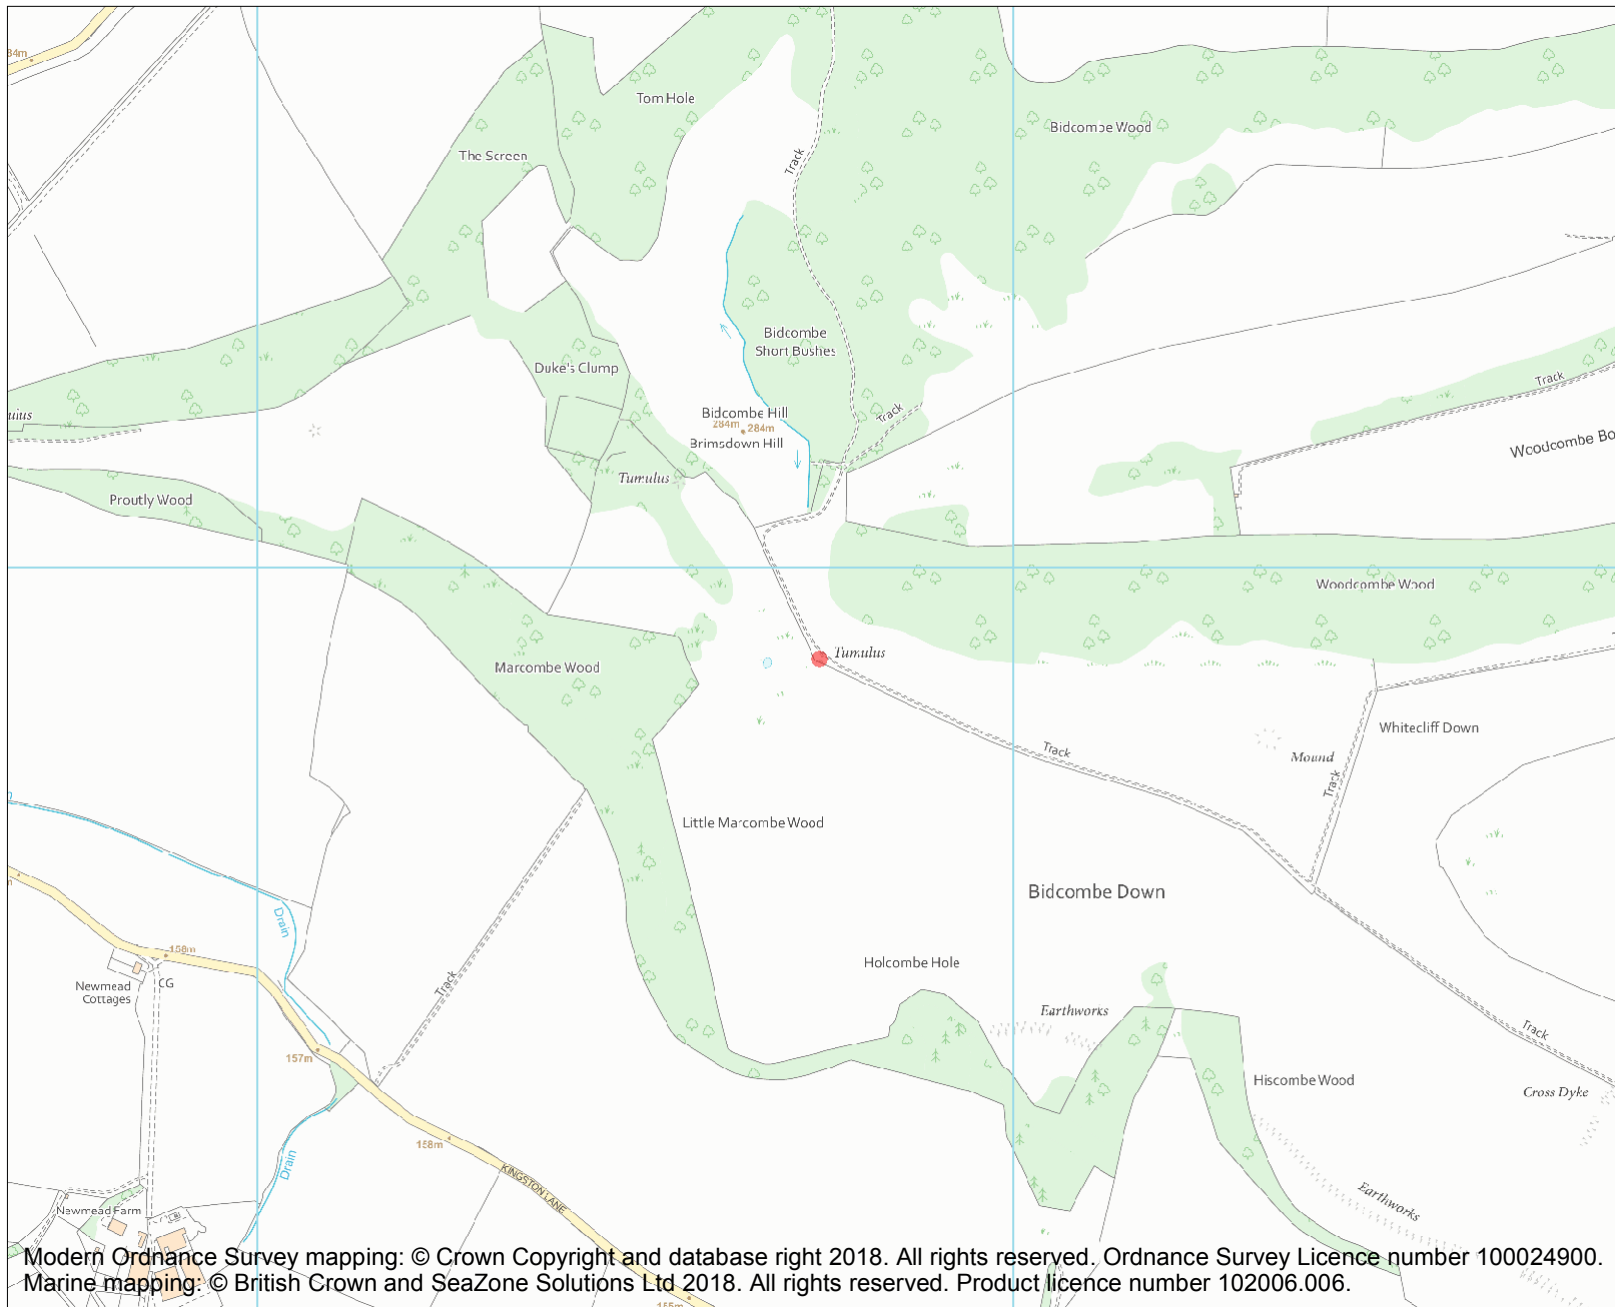 Tom Hole
Bidcombe Wood
The Screen
Track
Bidcombe
Short Bushes
Duke's Clump
Track
Track
Bidcombe Hill
284m
284m
Brimsdown Hill
Tumulus
Proutly Wood
Woodcombe Wood
Tumulus
Marcombe Wood
Whitecliff Down
Track
Mound
Track
Little Marcombe Wood
Bidcombe Down
Drain
156m
Holcombe Hole
Newmead
Cottages
CG
Track
Earthworks
Track
157m
Hiscombe Wood
Cross Dyke
158m
Drain
KINGSTON LANE
Earthworks
Newmead Farm
Modern Ordnance Survey mapping: © Crown Copyright and database right 2018. All rights reserved. Ordnance Survey Licence number 100024900.
Marine mapping: © British Crown and SeaZone Solutions Ltd 2018. All rights reserved. Product licence number 102006.006.
155m